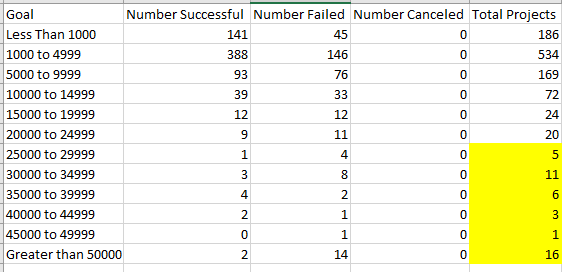 Goal Number Successful Number Failed Number Canceled Total Projects
Less Than 1000 141 45 0 186
1000 to 4999 388 146 0 534
5000 to 9999 93 76 0 169
10000 to 14999 39 33 0 72
15000 to 19999 12 12 0 24
20000 to 24999 9 11 0 20
25000 to 29999 1 4 0 5
30000 to 34999 3 8 0 11
35000 to 39999 4 2 0 6
40000 to 44999 2 1 0 3
45000 to 49999 0 1 0 1
Greater than 50000 2 14 0 16